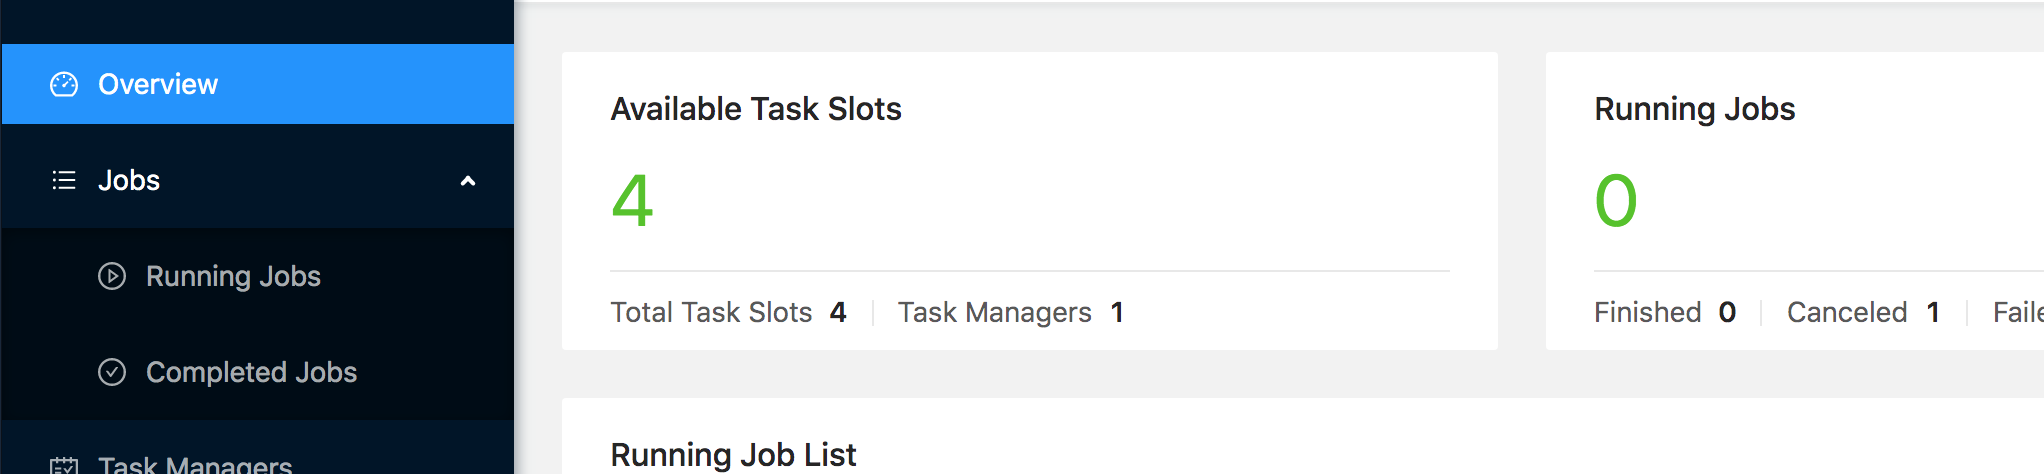 Overview
Jobs
Running Jobs
Completed Jobs
Task Managers
Available Task Slots
4
Total Task Slots 4
Task Managers 1
Running Jobs
0
Finished 0
Canceled 1
Faile
Running Job List